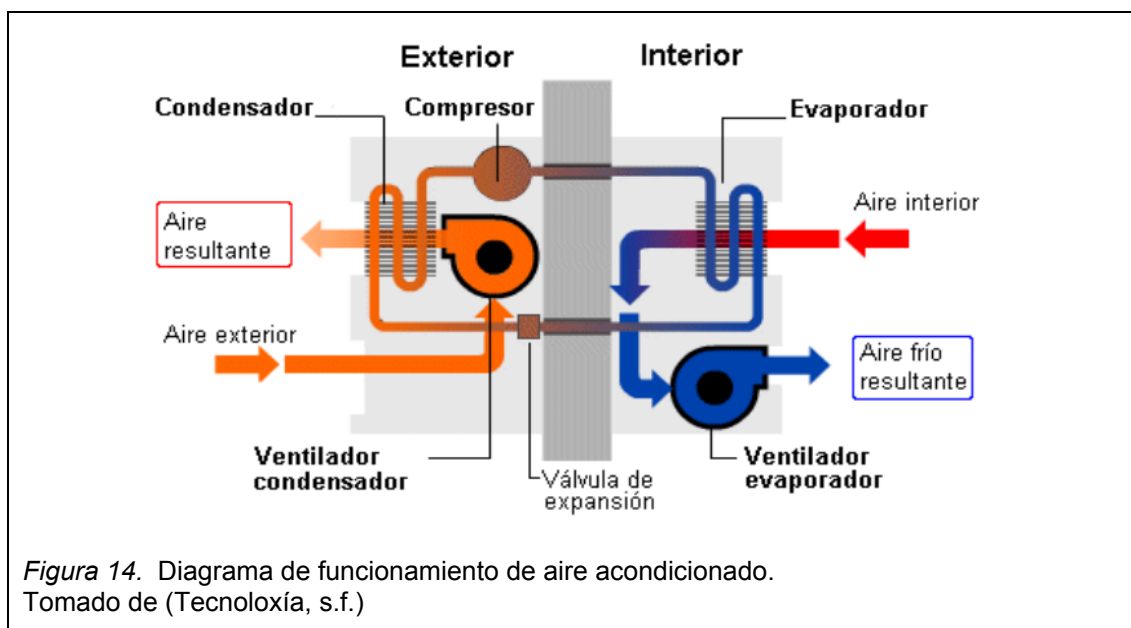 Exterior
Interior
Condensador
Compresor
Evaporador
Aire
resultante
Aire interior
Aire exterior
Aire frío
resultante
Ventilador
condensador
Válvula de
expansión
Ventilador
evaporador
Figura 14. Diagrama de funcionamiento de aire acondicionado.
Tomado de (Tecnoloxía, s.f.)